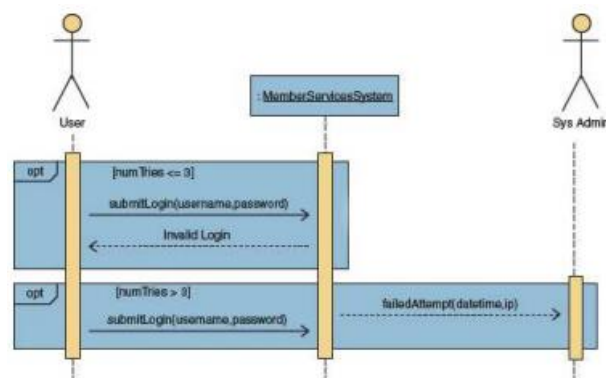 : MemberServicesSystem
User
Sys Admin
opt
[numTries <= 3]
submitLogin(username,password)
Invalid Login
opt
[numTries > 3]
failedAttempt(datetime,ip)
submitLogin(username,password)